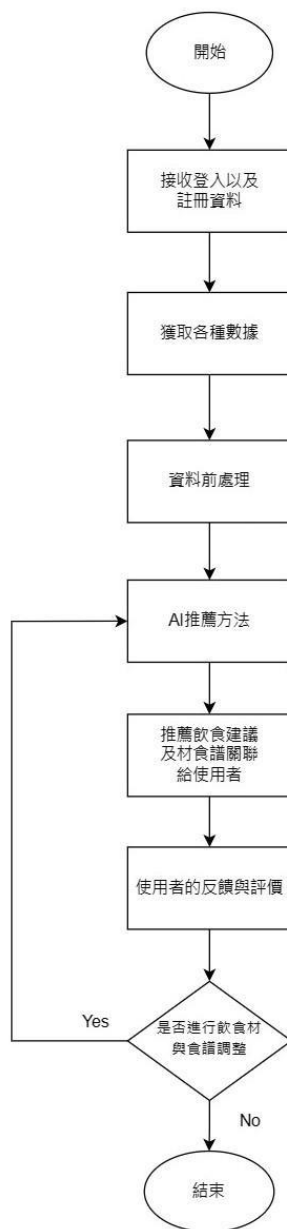 開始
接收登入以及
註冊資料
獲取各種數據
資料前處理
AI推薦方法
推薦飲食建議
及材食譜關聯
給使用者
使用者的反饋與評價
Yes
是否進行飲食材
與食譜調整
No
結束